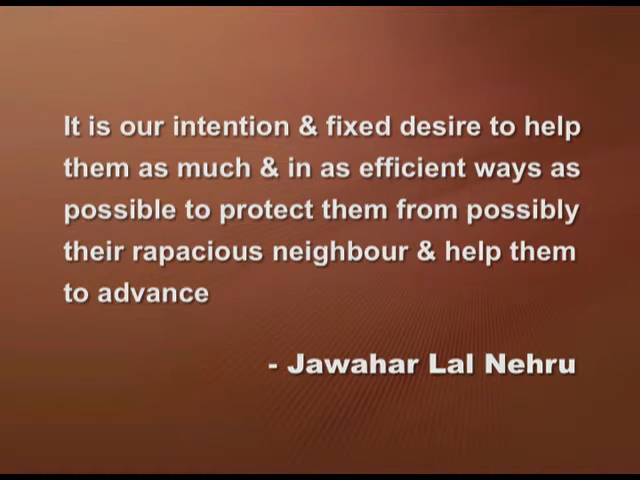 It is our intention & fixed desire to help
them as much & in as efficient ways as
possible to protect them from possibly
their rapacious neighbour & help them
to advance
- Jawahar Lal Nehru